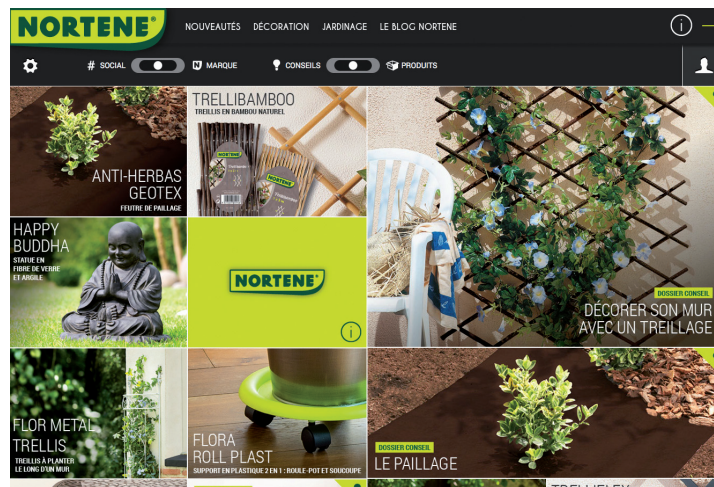 NORTENE®
NOUVEAUTÉS DÉCORATION JARDINAGE LE BLOG NORTENE
# SOCIAL N MARQUE CONSEILS PRODUITS
ANTI-HERBAS
GEOTEX
FEUTRE DE PAILLAGE
TRELLIBAMBOO
TREILLIS EN BAMBOU NATUREL
NORTENE
NORTENE
DOSSIER CONSEIL
DÉCORER SON MUR
AVEC UN TREILLAGE
HAPPY
BUDDHA
STATUE EN
FIBRE DE VERRE
ET ARGILE
NORTENE®
FLOR METAL
TRELLIS
TREILLIS À PLANTER
LE LONG D'UN MUR
FLORA
ROLL PLAST
SUPPORT EN PLASTIQUE 2 EN 1 : ROULE-POT ET SOUCOUPE
DOSSIER CONSEIL
LE PAILLAGE